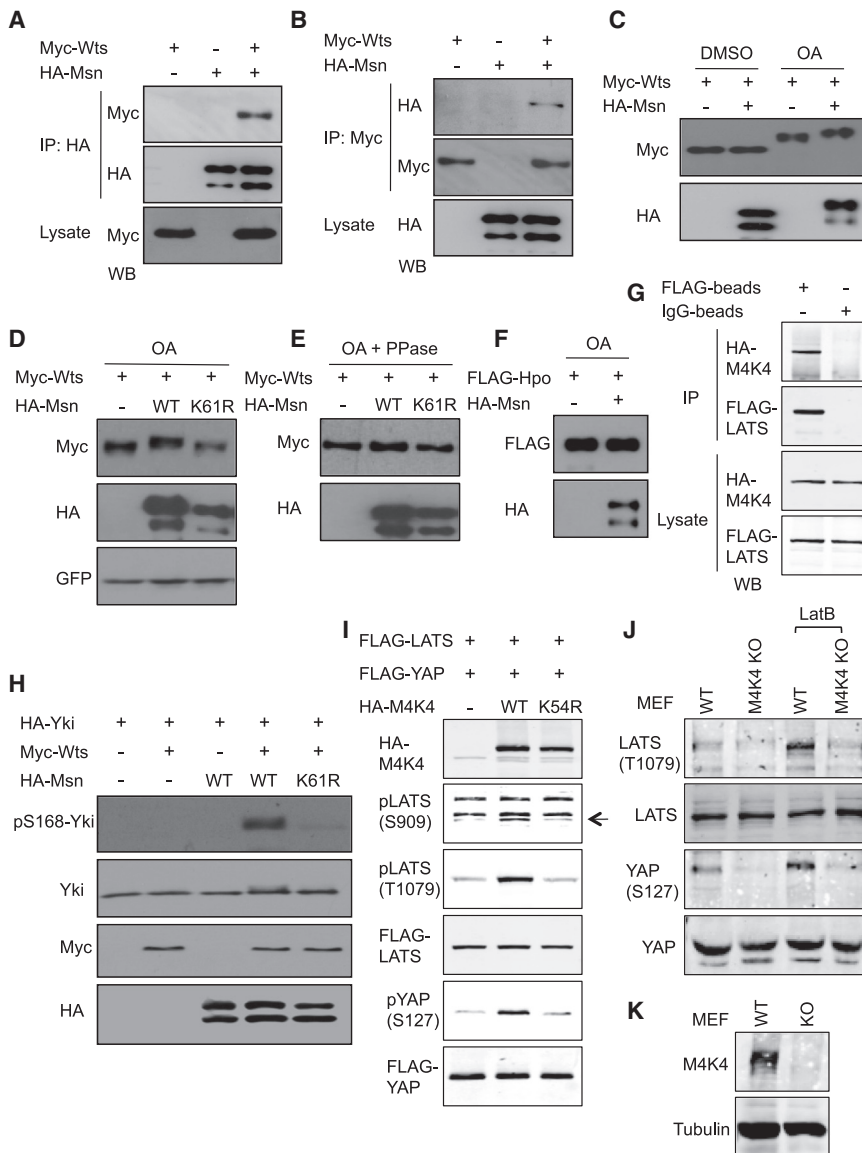 A
Myc-Wts + - +
HA-Msn - + +
IP: HA
Myc
HA
Lysate
Myc
WB
B
Myc-Wts + - +
HA-Msn - + +
IP: Myc
HA
Myc
Lysate
HA
WB
C
DMSO OA
Myc-Wts + + + +
HA-Msn - + - +
Myc
HA
D
OA
Myc-Wts + + +
HA-Msn - WT K61R
Myc
HA
GFP
E
OA + PPase
Myc-Wts + + +
HA-Msn - WT K61R
Myc
HA
F
OA
FLAG-Hpo + +
HA-Msn - +
FLAG
HA
G
FLAG-beads + -
IgG-beads - +
IP
HA-
M4K4
FLAG-
LATS
Lysate
HA-
M4K4
FLAG-
LATS
WB
H
HA-Yki + + + + +
Myc-Wts - + - + +
HA-Msn - - WT WT K61R
pS168-Yki
Yki
Myc
HA
I
FLAG-LATS + + +
FLAG-YAP + + +
HA-M4K4 - WT K54R
HA-
M4K4
pLATS
(S909)
pLATS
(T1079)
FLAG-
LATS
pYAP
(S127)
FLAG-
YAP
J
LatB
MEF WT M4K4 KO WT M4K4 KO
LATS
(T1079)
LATS
YAP
(S127)
YAP
K
MEF WT KO
M4K4
Tubulin